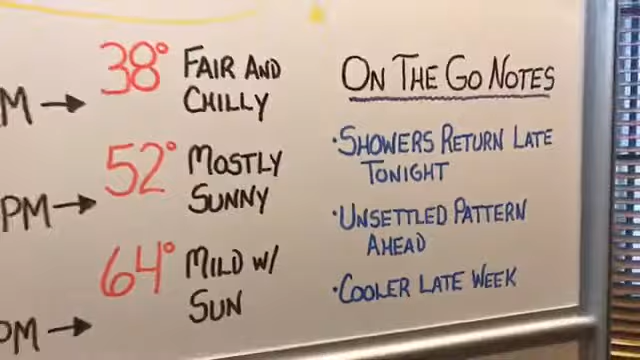 M → 38° FAIR AND
CHILLY
PM → 52° MOSTLY
SUNNY
PM → 64° MILD W/
SUN
ON THE GO NOTES
·SHOWERS RETURN LATE
TONIGHT
·UNSETTLED PATTERN
AHEAD
·COOLER LATE WEEK